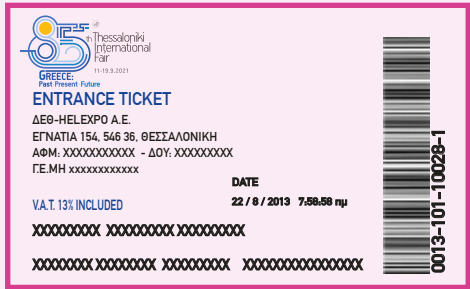 85th Thessaloniki
International
Fair
11-19.9.2021
GREECE:
Past·Present·Future
ENTRANCE TICKET
ΔΕΘ-HELEXPO A.E.
ΕΓΝΑΤΙΑ 154, 546 36, ΘΕΣΣΑΛΟΝΙΚΗ
ΑΦΜ: XXXXXXXXXXX - ΔΟΥ: XXXXXXXXX
Γ.Ε.ΜΗ xxxxxxxxxxxx
DATE
V.A.T. 13% INCLUDED
22 / 8 / 2013 7:58:58 πμ
XXXXXXXXX XXXXXXXXX XXXXXXXXX
XXXXXXXX XXXXXXXX XXXXXXXXX XXXXXXXXXXXXXXXX
0013-101-10028-1